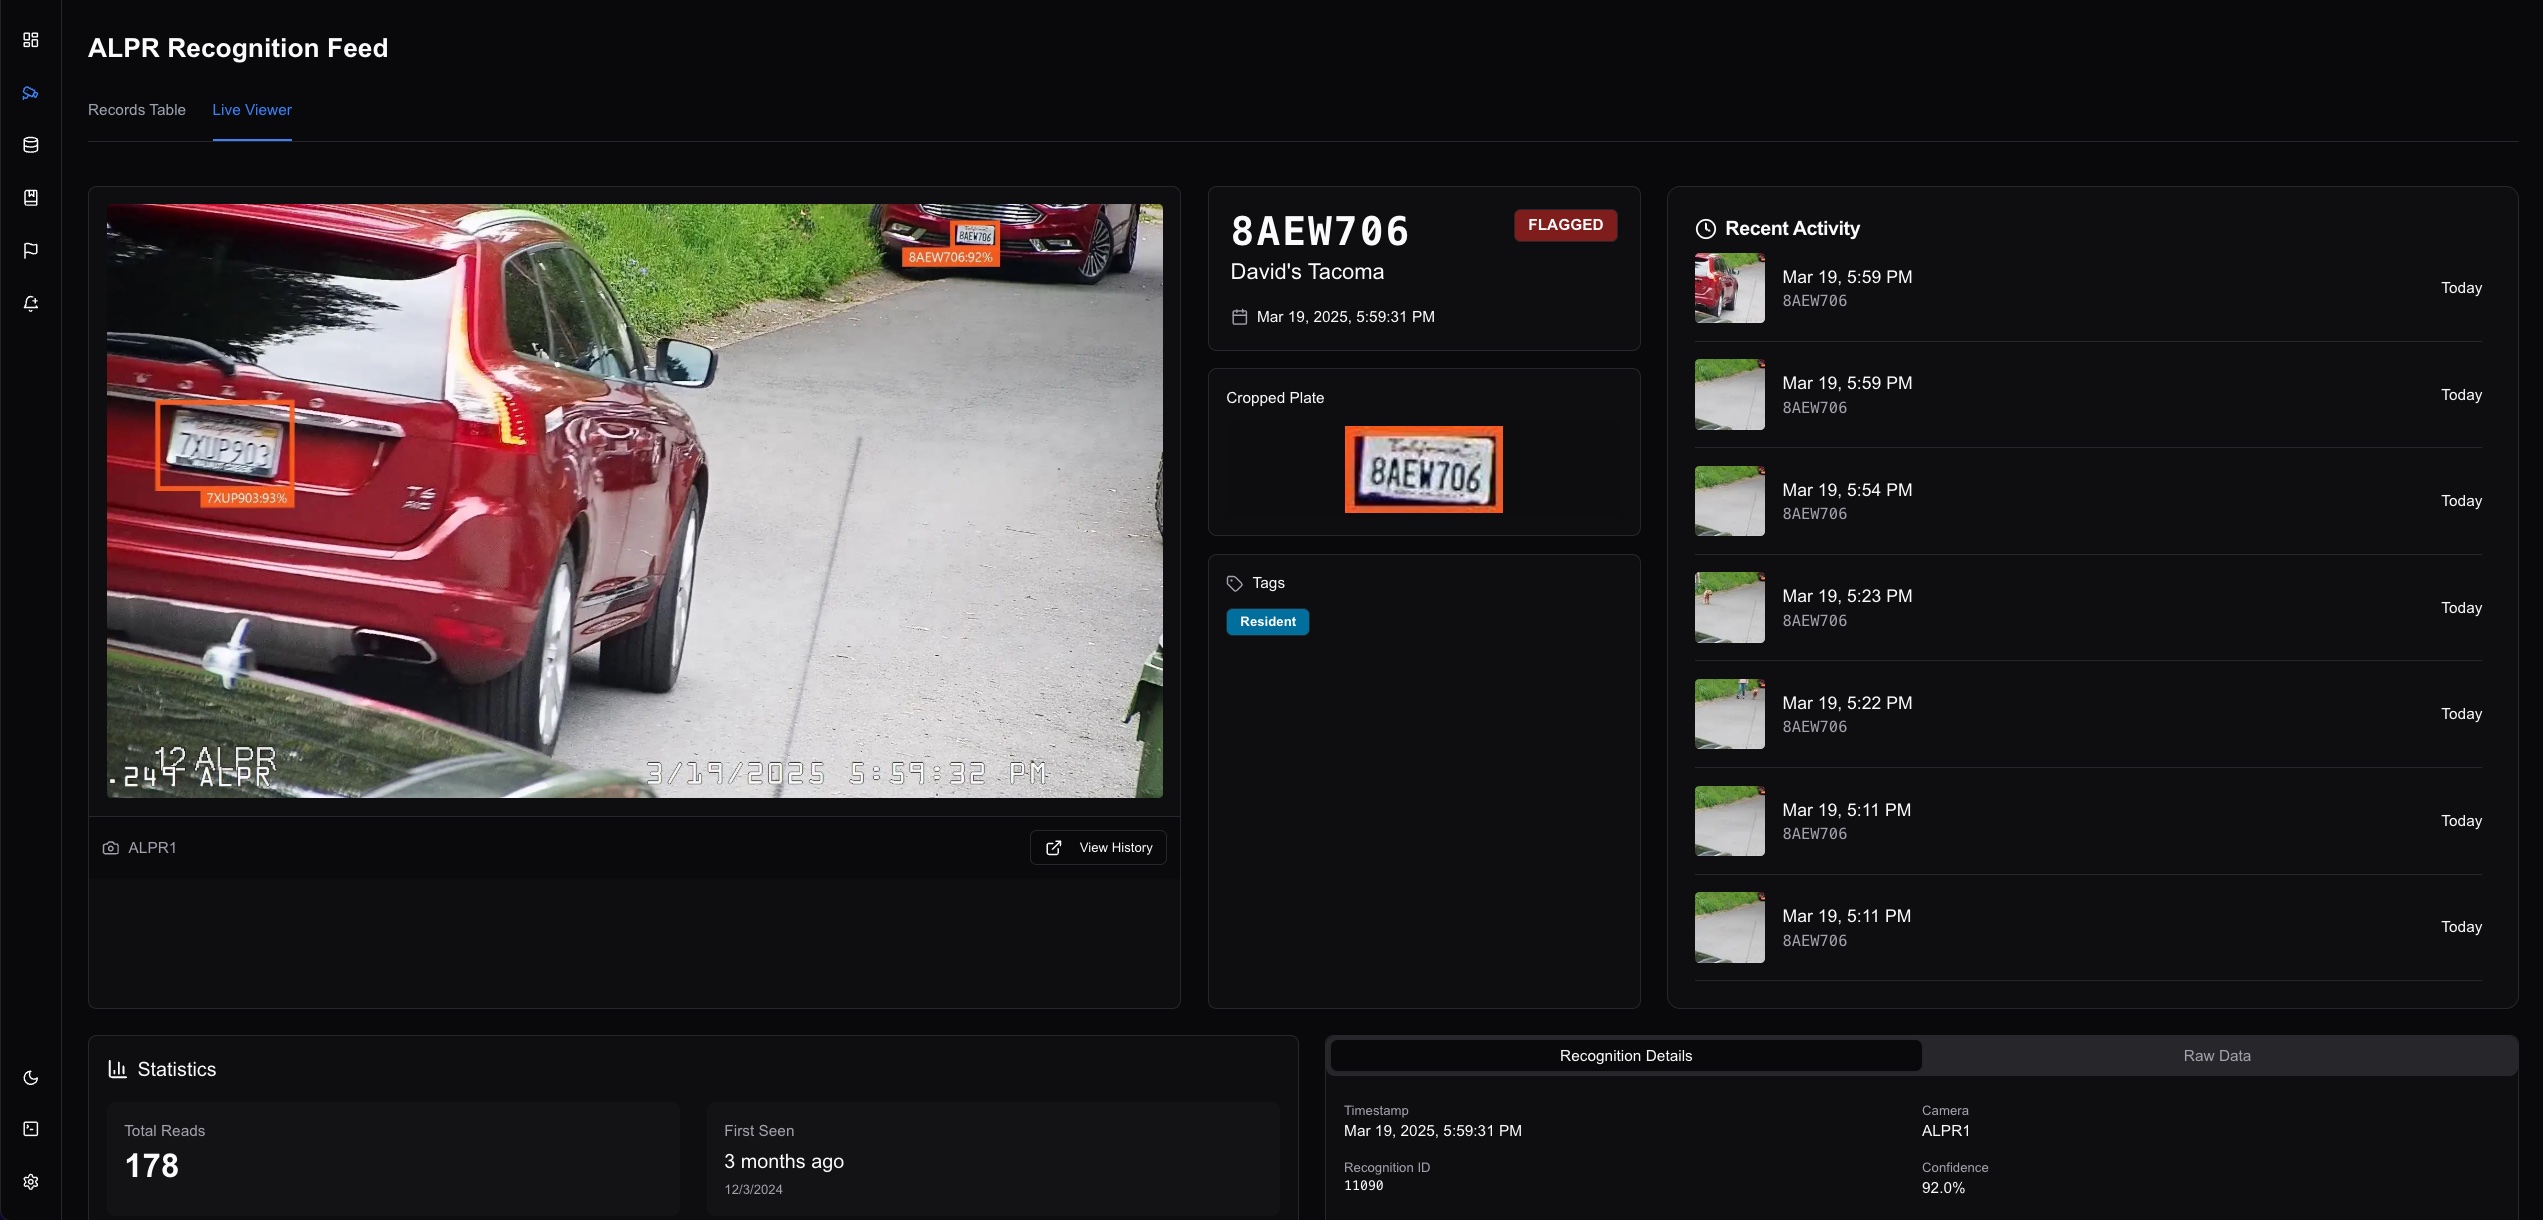 ALPR Recognition Feed
Records Table
Live Viewer
8AEW706
8AEW706:92%
VOLVO
7XUP903
7XUP903:93%
T6
AWD
12 ALPR
.249 ALPR
3/19/2025 5:59:32 PM
ALPR1
View History
8AEW706
FLAGGED
David's Tacoma
Mar 19, 2025, 5:59:31 PM
Cropped Plate
California
8AEW706
Tags
Resident
Recent Activity
Mar 19, 5:59 PM
8AEW706
Today
Mar 19, 5:59 PM
8AEW706
Today
Mar 19, 5:54 PM
8AEW706
Today
Mar 19, 5:23 PM
8AEW706
Today
Mar 19, 5:22 PM
8AEW706
Today
Mar 19, 5:11 PM
8AEW706
Today
Mar 19, 5:11 PM
8AEW706
Today
Statistics
Total Reads
178
First Seen
3 months ago
12/3/2024
Recognition Details
Raw Data
Timestamp
Mar 19, 2025, 5:59:31 PM
Camera
ALPR1
Recognition ID
11090
Confidence
92.0%